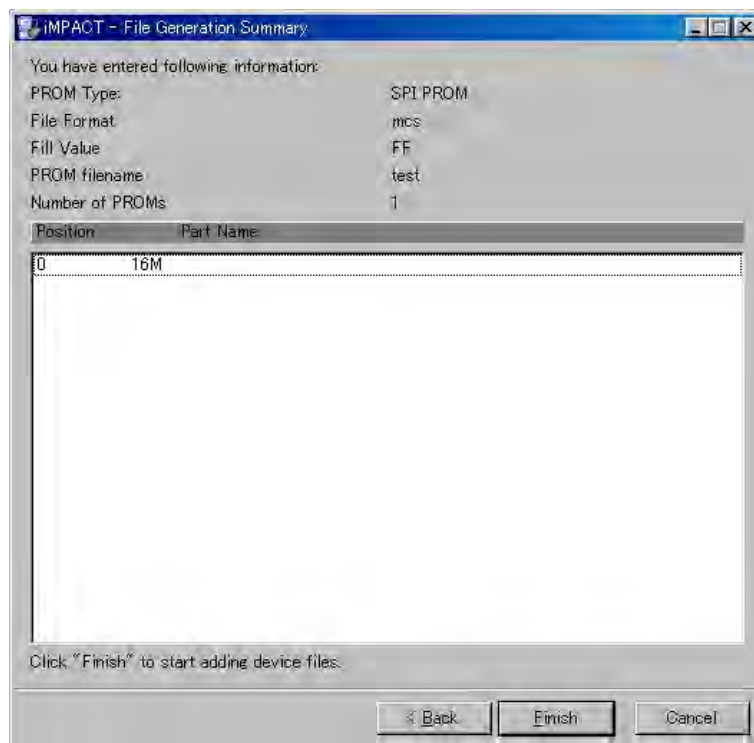 iMPACT - File Generation Summary
You have entered following information:
PROM Type: SPI PROM
File Format mcs
Fill Value FF
PROM filename test
Number of PROMs 1
Position Part Name
0 16M
Click "Finish" to start adding device files.
< Back Finish Cancel